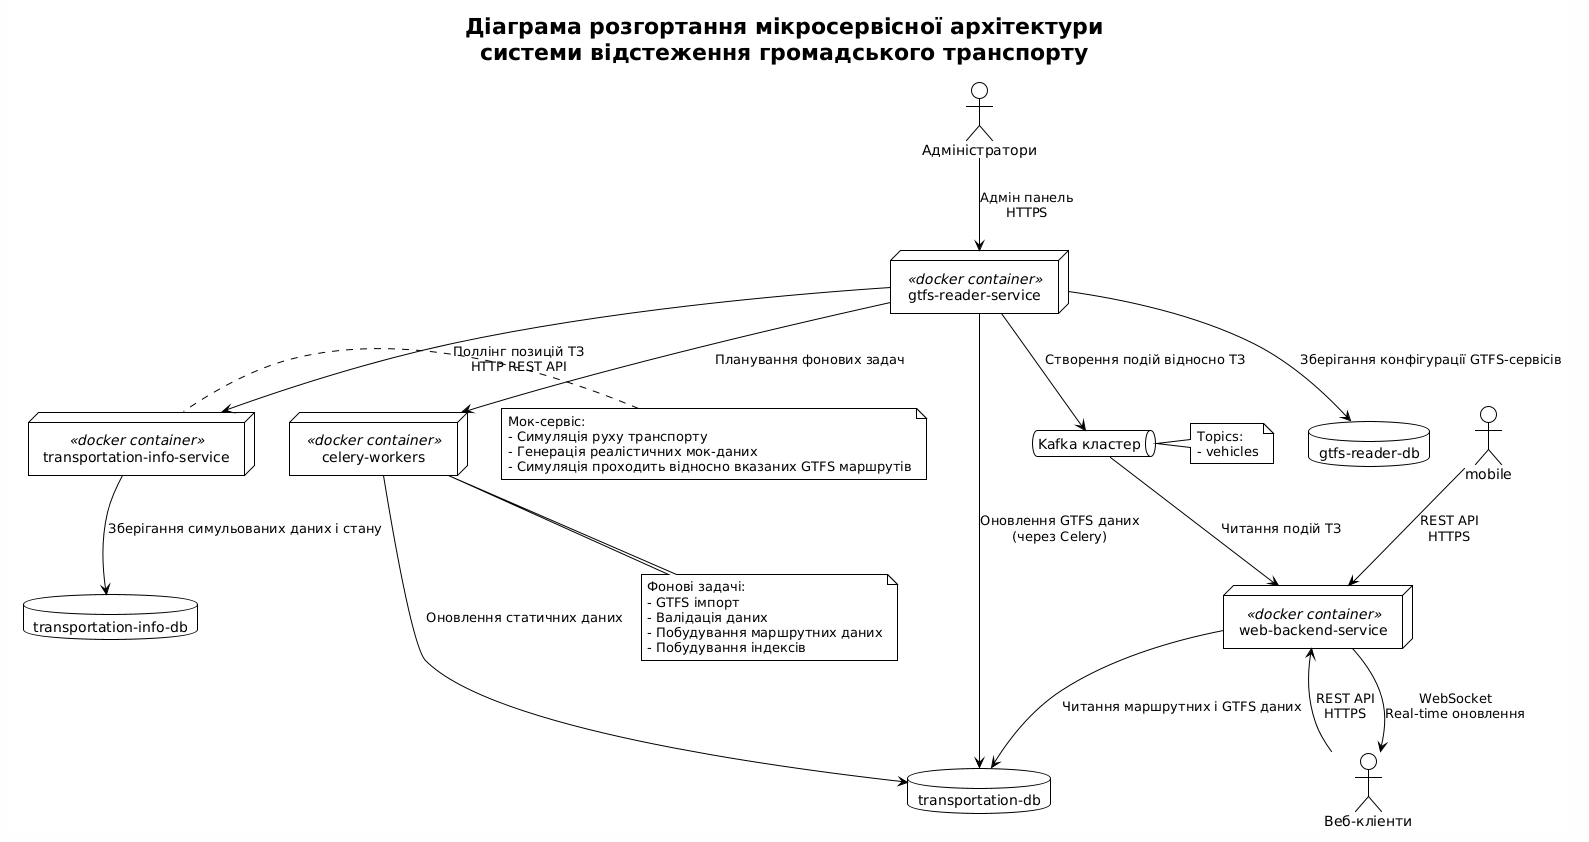 Діаграма розгортання мікросервісної архітектури
системи відстеження громадського транспорту
Адміністратори
Адмін панель
HTTPS
«docker container»
gtfs-reader-service
Поллінг позицій ТЗ
HTTP REST API
Планування фонових задач
Створення подій відносно ТЗ
Зберігання конфігурації GTFS-сервісів
«docker container»
transportation-info-service
«docker container»
celery-workers
Мок-сервіс:
- Симуляція руху транспорту
- Генерація реалістичних мок-даних
- Симуляція проходить відносно вказаних GTFS маршрутів
Kafka кластер
Topics:
- vehicles
gtfs-reader-db
mobile
Зберігання симульованих даних і стану
Оновлення GTFS даних
(через Celery)
Читання подій ТЗ
REST API
HTTPS
transportation-info-db
Оновлення статичних даних
Фонові задачі:
- GTFS імпорт
- Валідація даних
- Побудування маршрутних даних
- Побудування індексів
«docker container»
web-backend-service
Читання маршрутних і GTFS даних
REST API
HTTPS
WebSocket
Real-time оновлення
transportation-db
Веб-клієнти